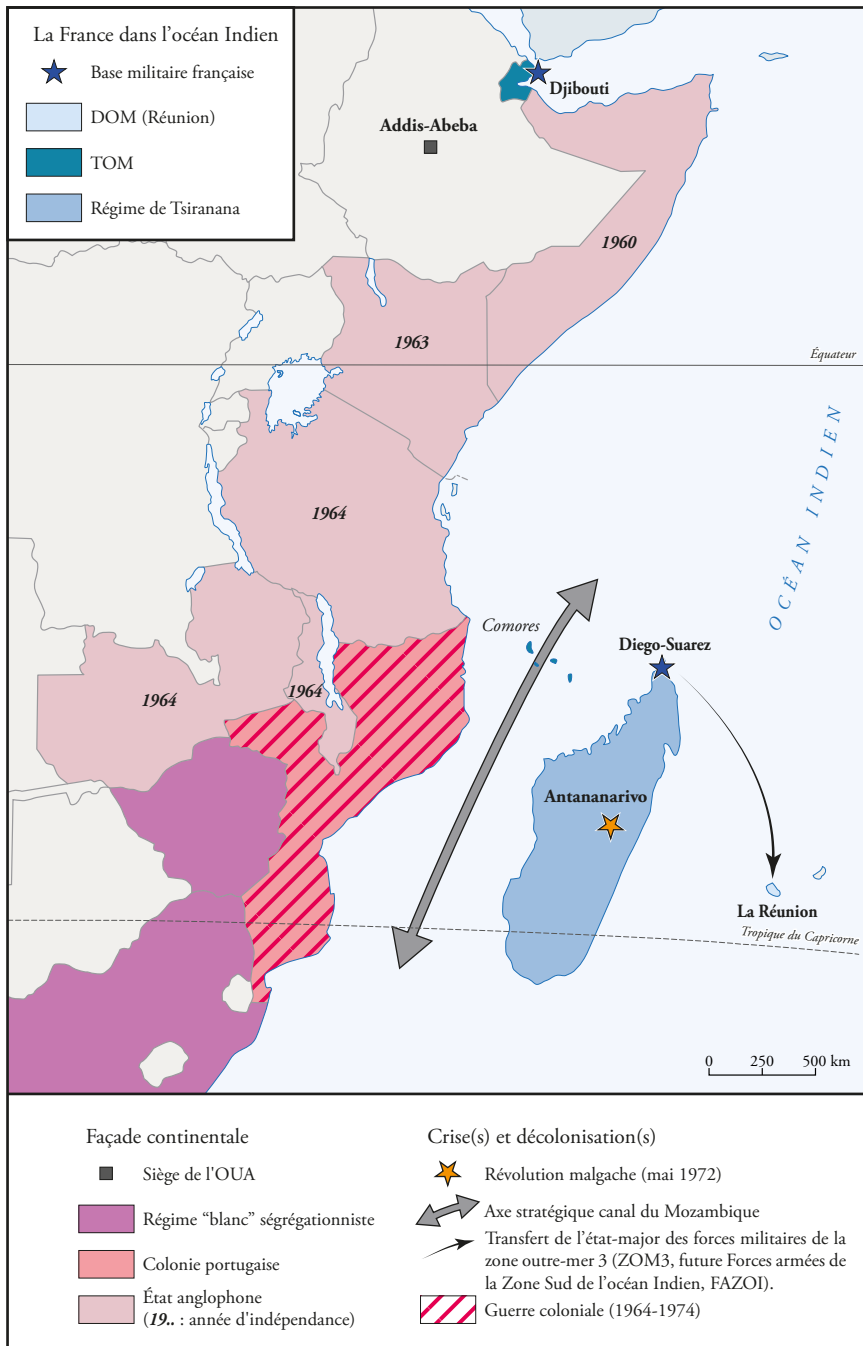 La France dans l’océan Indien
Base militaire française
DOM (Réunion)
TOM
Régime de Tsiranana
Djibouti
Addis-Abeba
1960
1963
Équateur
OCÉAN INDIEN
1964
Comores
Diego-Suarez
1964
1964
Antananarivo
La Réunion
Tropique du Capricorne
0 250 500 km
Façade continentale
Siège de l'OUA
Régime “blanc” ségrégationniste
Colonie portugaise
État anglophone
(19.. : année d'indépendance)
Crise(s) et décolonisation(s)
Révolution malgache (mai 1972)
Axe stratégique canal du Mozambique
Transfert de l’état-major des forces militaires de la
zone outre-mer 3 (ZOM3, future Forces armées de
la Zone Sud de l’océan Indien, FAZOI).
Guerre coloniale (1964-1974)